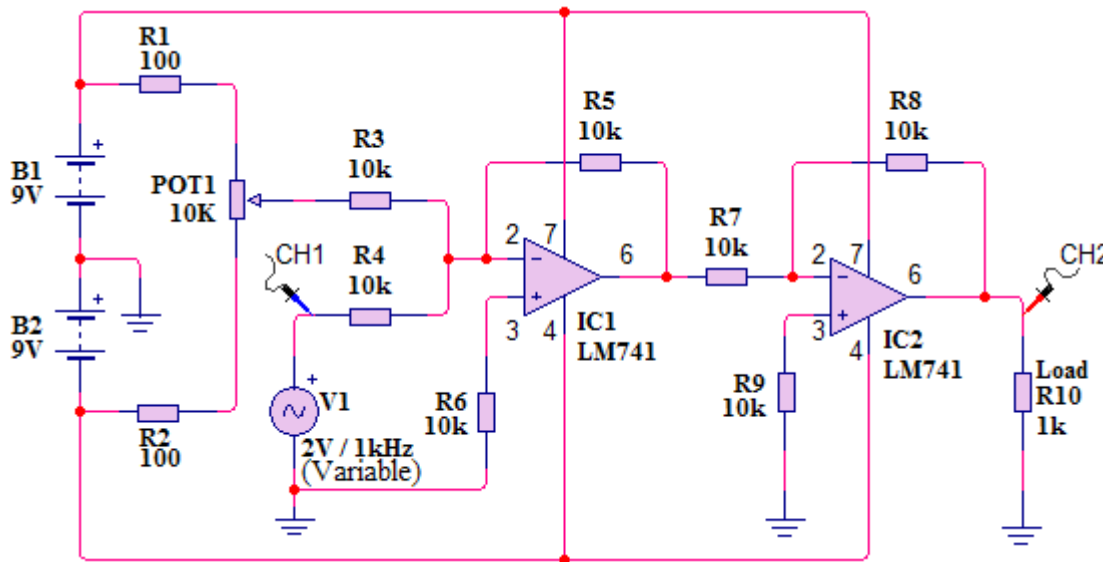 R1
100
B1
9V
POT1
10K
B2
9V
R2
100
R3
10k
CH1
R4
10k
V1
2V / 1kHz
(Variable)
R6
10k
R5
10k
2
7
6
3
4
IC1
LM741
R7
10k
R8
10k
2
7
6
3
4
IC2
LM741
R9
10k
CH2
Load
R10
1k